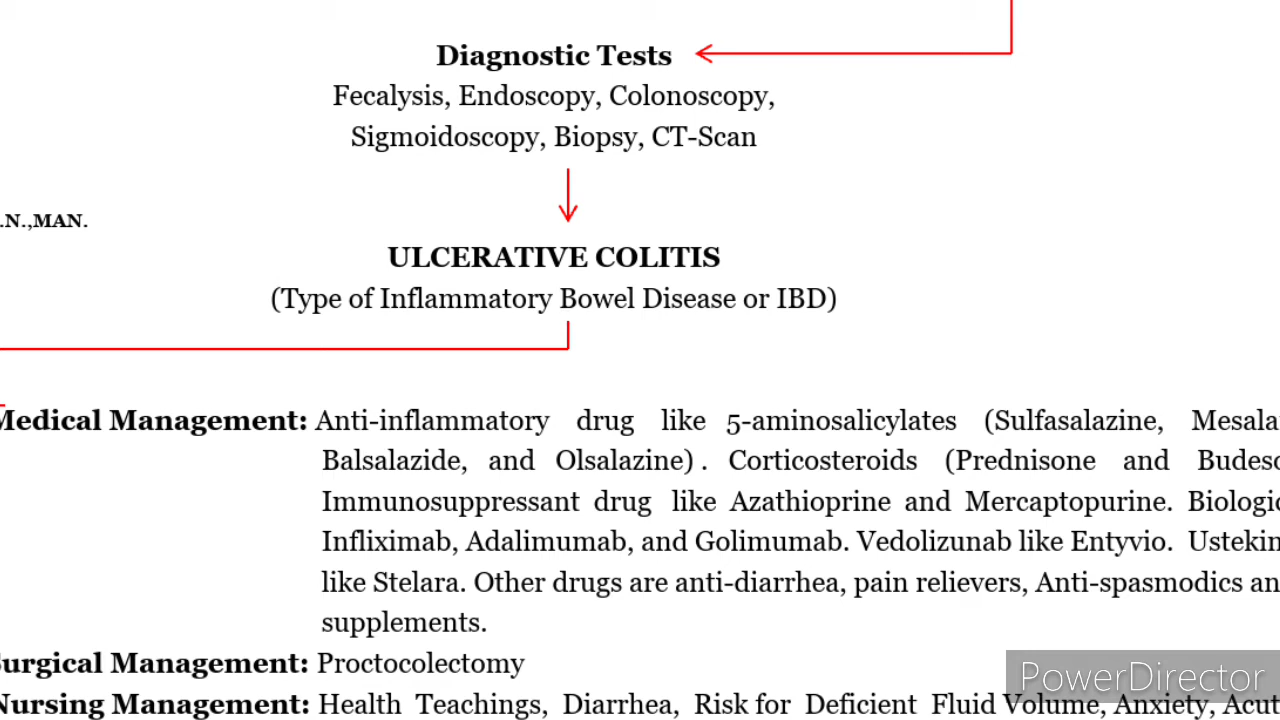 Diagnostic Tests
Fecalysis, Endoscopy, Colonoscopy,
Sigmoidoscopy, Biopsy, CT-Scan
.N.,MAN.
ULCERATIVE COLITIS
(Type of Inflammatory Bowel Disease or IBD)
Medical Management: Anti-inflammatory drug like 5-aminosalicylates (Sulfasalazine, Mesala
Balsalazide, and Olsalazine). Corticosteroids (Prednisone and Budeso
Immunosuppressant drug like Azathioprine and Mercaptopurine. Biologic
Infliximab, Adalimumab, and Golimumab. Vedolizunab like Entyvio. Ustekin
like Stelara. Other drugs are anti-diarrhea, pain relievers, Anti-spasmodics an
supplements.
Surgical Management: Proctocolectomy
Nursing Management: Health Teachings, Diarrhea, Risk for Deficient Fluid Volume, Anxiety, Acut
PowerDirector